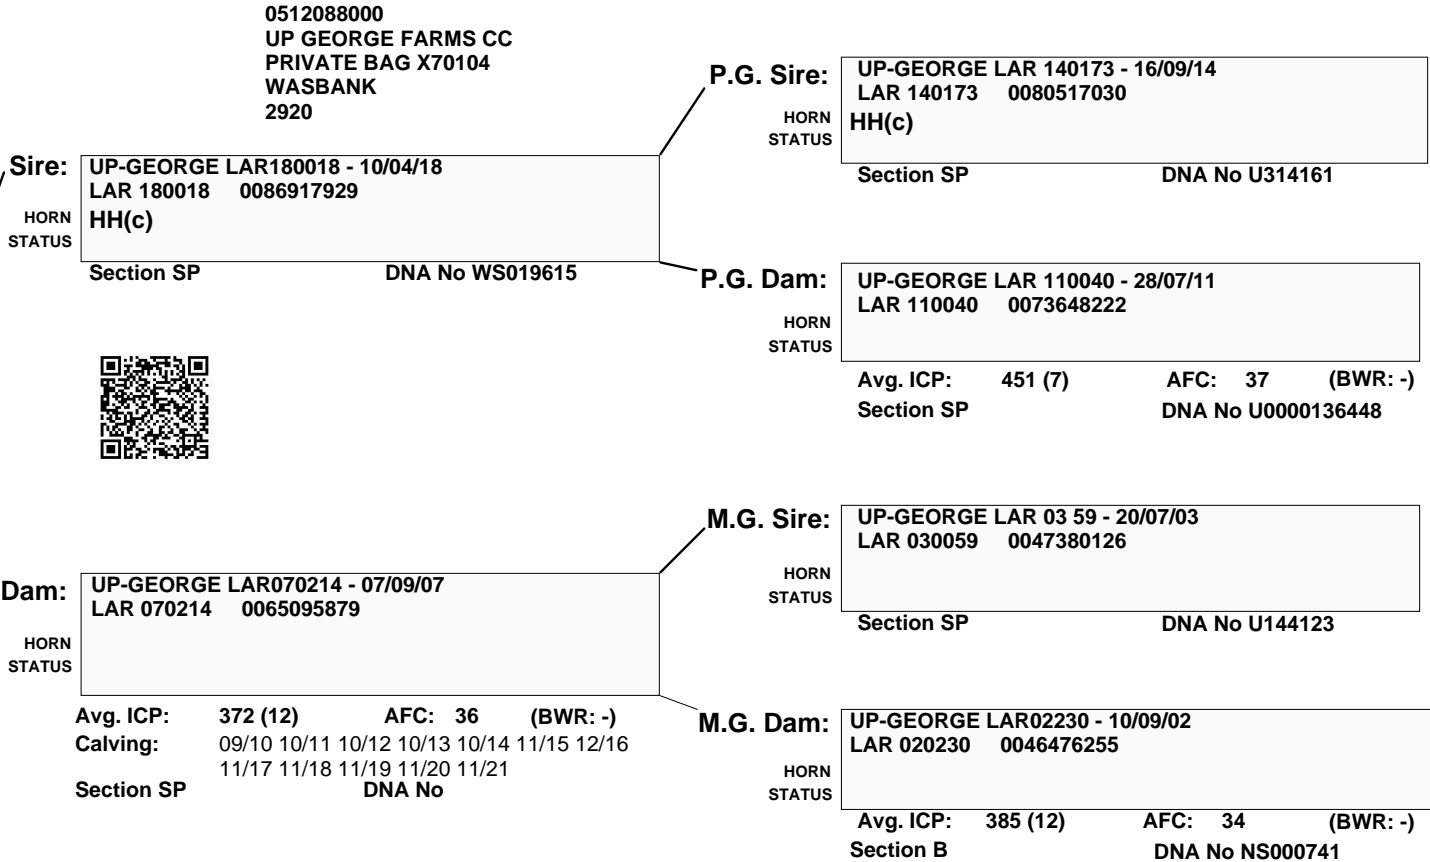 0512088000
UP GEORGE FARMS CC
PRIVATE BAG X70104
WASBANK
2920
Sire:
UP-GEORGE LAR180018 - 10/04/18
LAR 180018 0086917929
HORN STATUS
HH(c)
Section SP DNA No WS019615
P.G. Sire:
UP-GEORGE LAR 140173 - 16/09/14
LAR 140173 0080517030
HORN STATUS
HH(c)
Section SP DNA No U314161
P.G. Dam:
UP-GEORGE LAR 110040 - 28/07/11
LAR 110040 0073648222
HORN STATUS
Avg. ICP: 451 (7) AFC: 37 (BWR: -)
Section SP DNA No U0000136448
Dam:
UP-GEORGE LAR070214 - 07/09/07
LAR 070214 0065095879
HORN STATUS
Avg. ICP: 372 (12) AFC: 36 (BWR: -)
Calving: 09/10 10/11 10/12 10/13 10/14 11/15 12/16
11/17 11/18 11/19 11/20 11/21
Section SP DNA No
M.G. Sire:
UP-GEORGE LAR 03 59 - 20/07/03
LAR 030059 0047380126
HORN STATUS
Section SP DNA No U144123
M.G. Dam:
UP-GEORGE LAR02230 - 10/09/02
LAR 020230 0046476255
HORN STATUS
Avg. ICP: 385 (12) AFC: 34 (BWR: -)
Section B DNA No NS000741